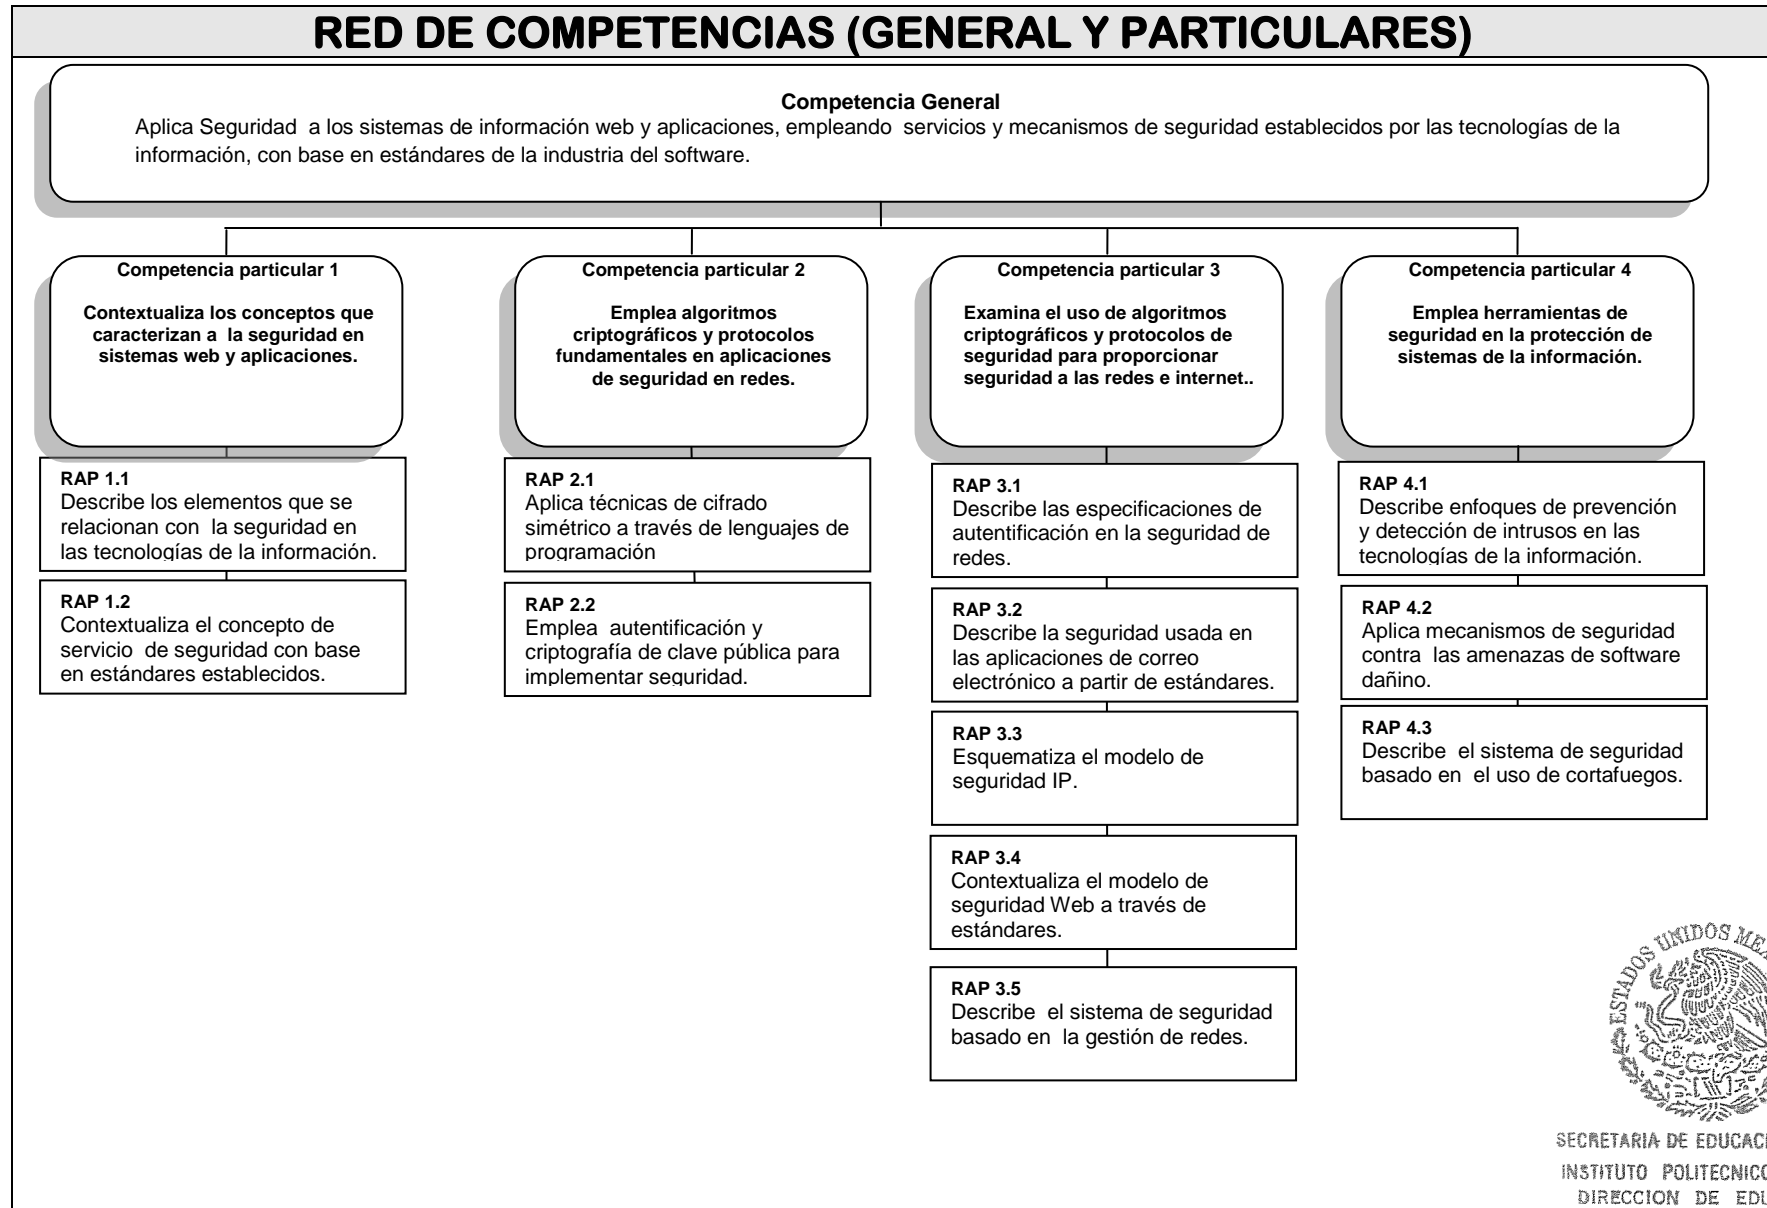 RED DE COMPETENCIAS (GENERAL Y PARTICULARES)
Competencia General
Aplica Seguridad a los sistemas de información web y aplicaciones, empleando servicios y mecanismos de seguridad establecidos por las tecnologías de la
información, con base en estándares de la industria del software.
Competencia particular 1
Contextualiza los conceptos que
caracterizan a la seguridad en
sistemas web y aplicaciones.
RAP 1.1
Describe los elementos que se
relacionan con la seguridad en
las tecnologías de la información.
RAP 1.2
Contextualiza el concepto de
servicio de seguridad con base
en estándares establecidos.
Competencia particular 2
Emplea algoritmos
criptográficos y protocolos
fundamentales en aplicaciones
de seguridad en redes.
RAP 2.1
Aplica técnicas de cifrado
simétrico a través de lenguajes de
programación
RAP 2.2
Emplea autentificación y
criptografía de clave pública para
implementar seguridad.
Competencia particular 3
Examina el uso de algoritmos
criptográficos y protocolos de
seguridad para proporcionar
seguridad a las redes e internet..
RAP 3.1
Describe las especificaciones de
autentificación en la seguridad de
redes.
RAP 3.2
Describe la seguridad usada en
las aplicaciones de correo
electrónico a partir de estándares.
RAP 3.3
Esquematiza el modelo de
seguridad IP.
RAP 3.4
Contextualiza el modelo de
seguridad Web a través de
estándares.
RAP 3.5
Describe el sistema de seguridad
basado en la gestión de redes.
Competencia particular 4
Emplea herramientas de
seguridad en la protección de
sistemas de la información.
RAP 4.1
Describe enfoques de prevención
y detección de intrusos en las
tecnologías de la información.
RAP 4.2
Aplica mecanismos de seguridad
contra las amenazas de software
dañino.
RAP 4.3
Describe el sistema de seguridad
basado en el uso de cortafuegos.
ESTADOS UNIDOS MEX
SECRETARIA DE EDUCACI
INSTITUTO POLITECNICO
DIRECCION DE EDU